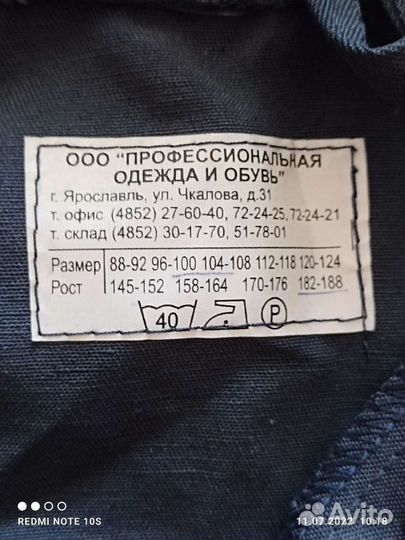 ООО "ПРОФЕССИОНАЛЬНАЯ
ОДЕЖДА И ОБУВЬ"
г. Ярославль, ул. Чкалова, д.31
т. офис (4852) 27-60-40, 72-24-25, 72-24-21
т. склад (4852) 30-17-70, 51-78-01
Размер 88-92 96-100 104-108 112-118 120-124
Рост 145-152 158-164 170-176 182-188
40 P
REDMI NOTE 10S
11.07.2022 10:18
Avito